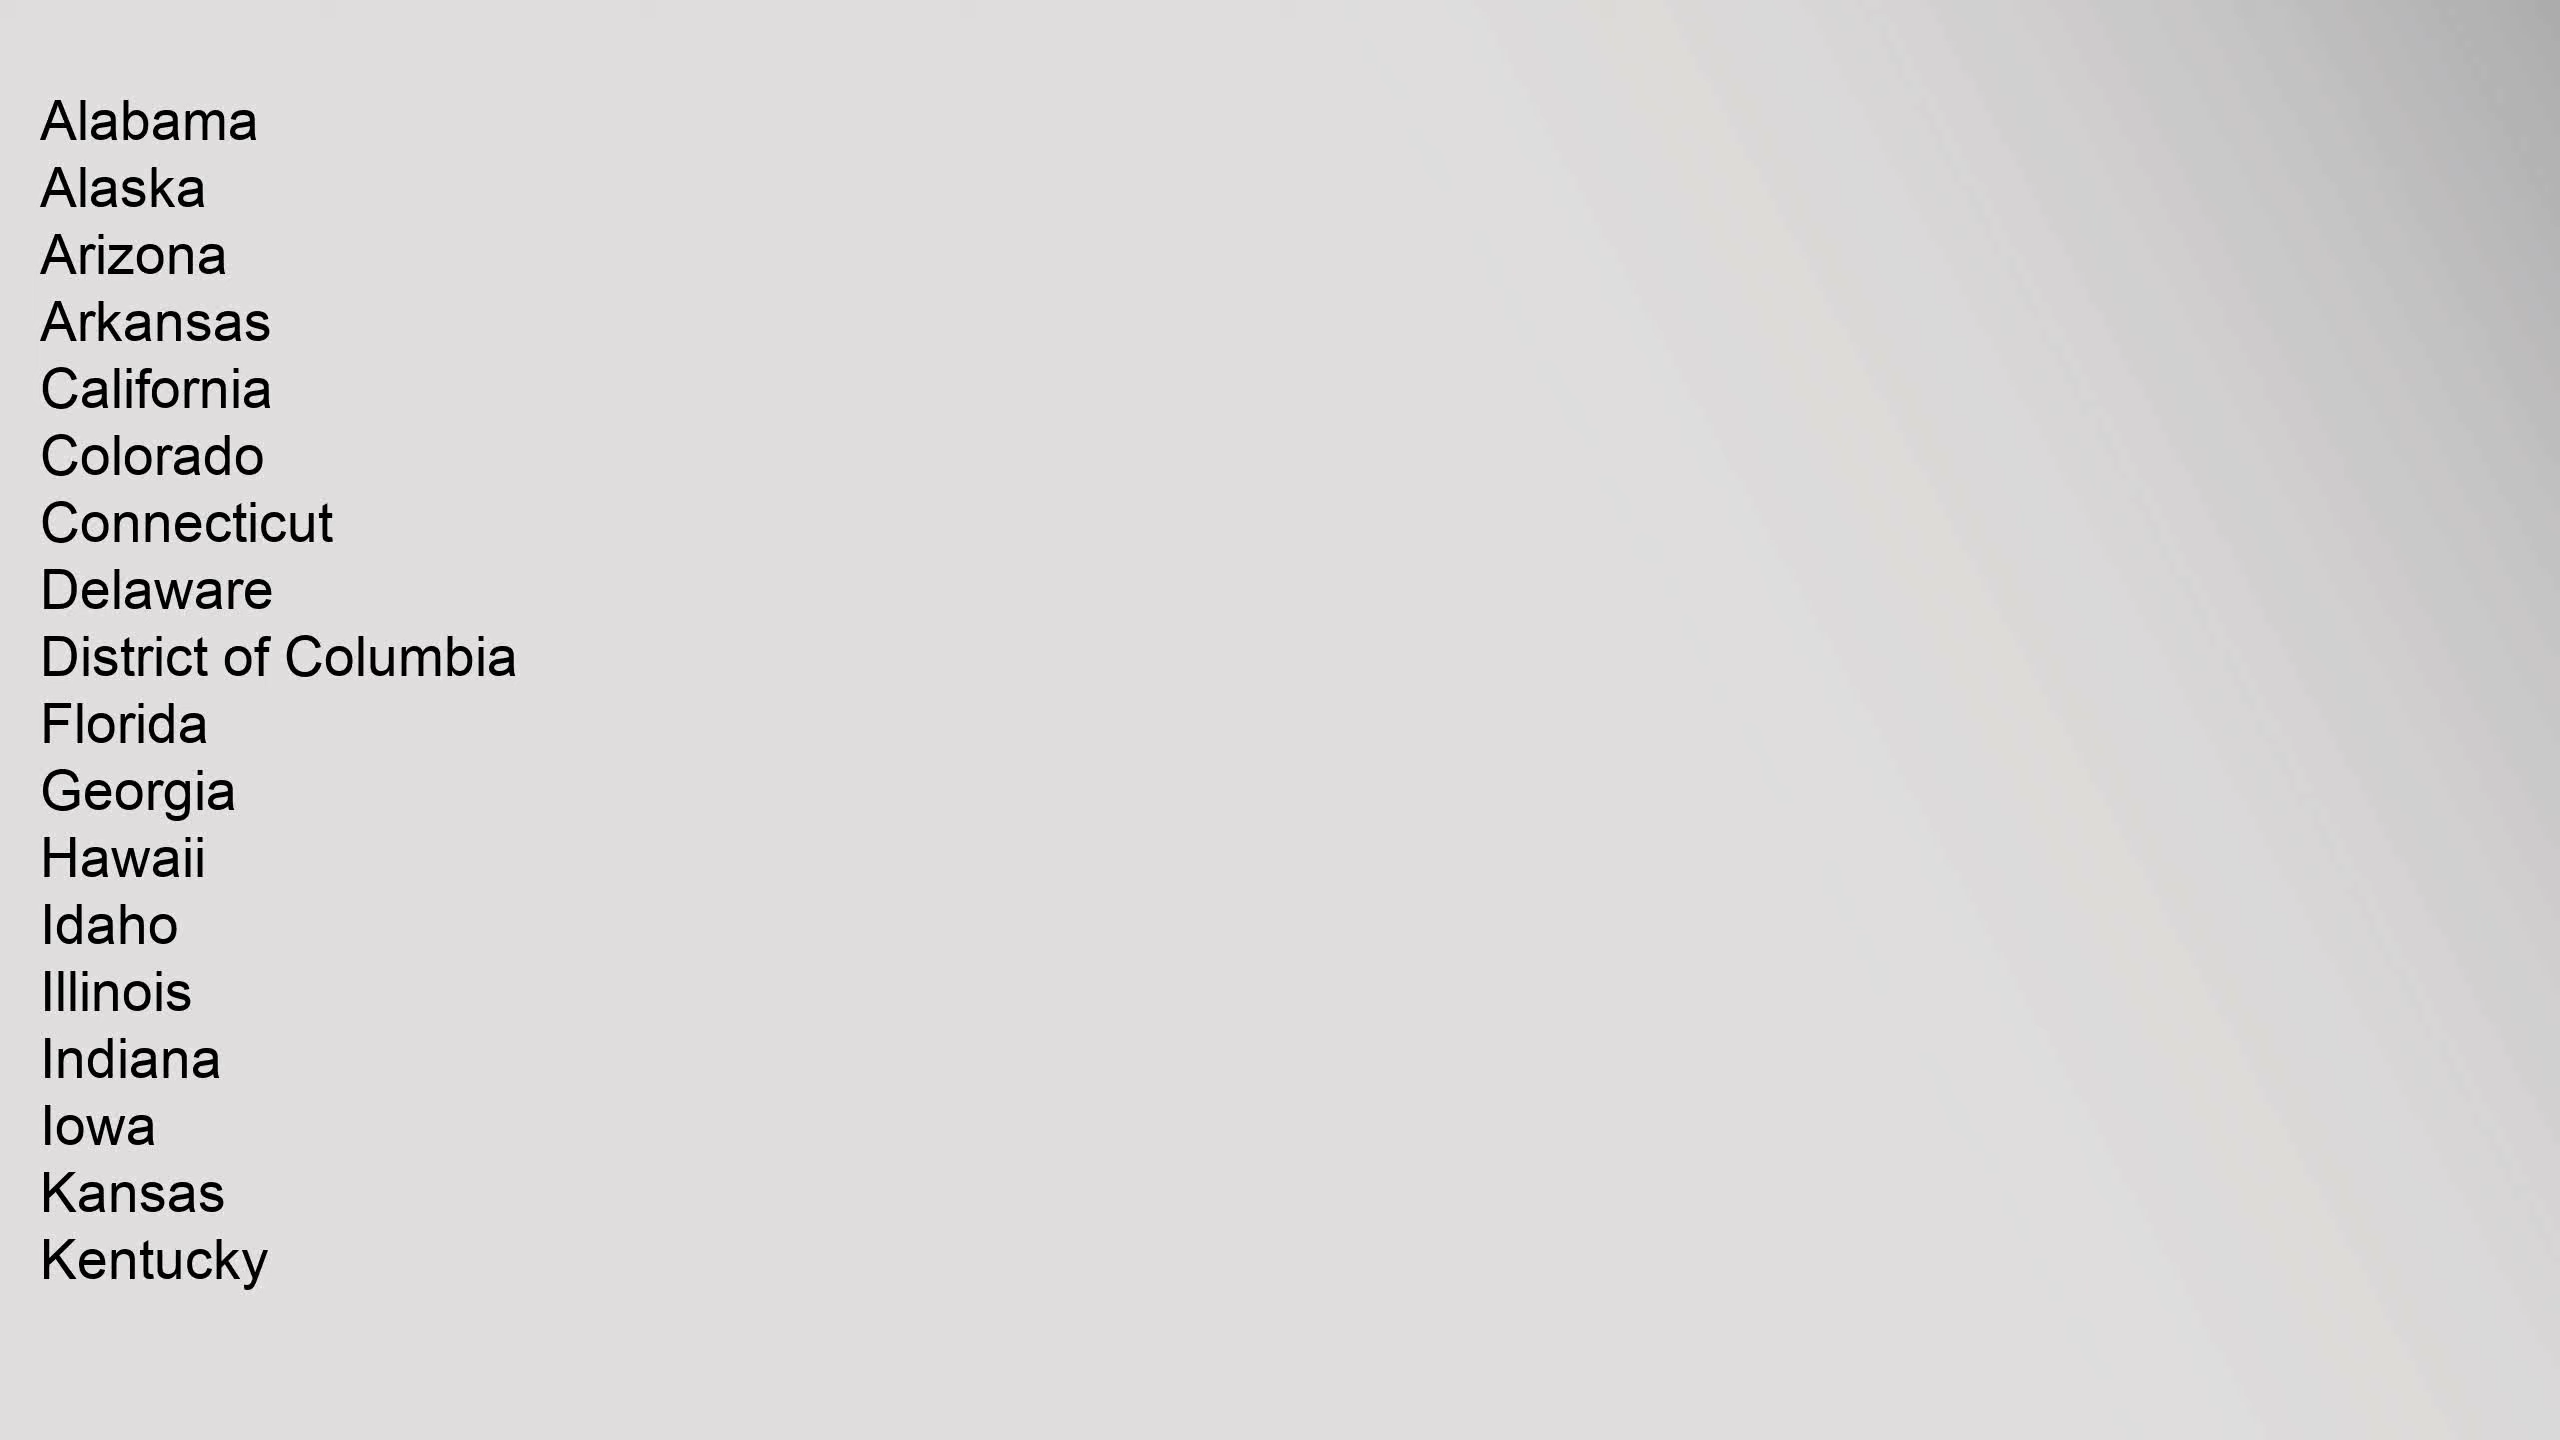 Alabama
Alaska
Arizona
Arkansas
California
Colorado
Connecticut
Delaware
District of Columbia
Florida
Georgia
Hawaii
Idaho
Illinois
Indiana
Iowa
Kansas
Kentucky